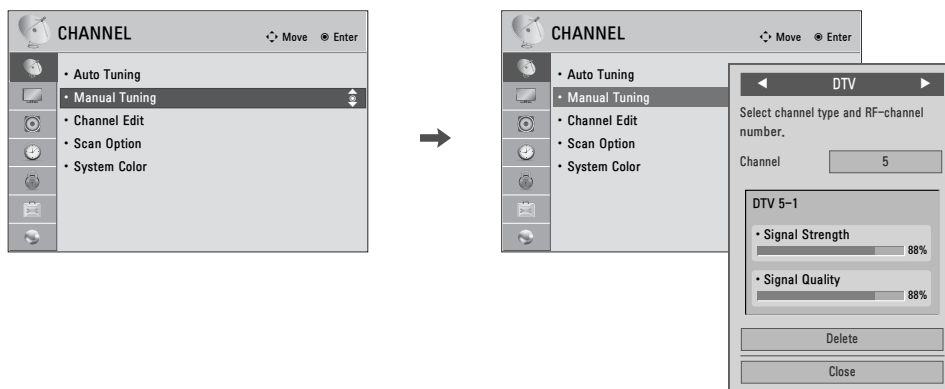 CHANNEL
Move
Enter
• Auto Tuning
• Manual Tuning
• Channel Edit
• Scan Option
• System Color
CHANNEL
Move
Enter
• Auto Tuning
• Manual Tuning
• Channel Edit
• Scan Option
• System Color
◀ DTV ▶
Select channel type and RF-channel
number.
Channel 5
DTV 5-1
• Signal Strength
88%
• Signal Quality
88%
Delete
Close